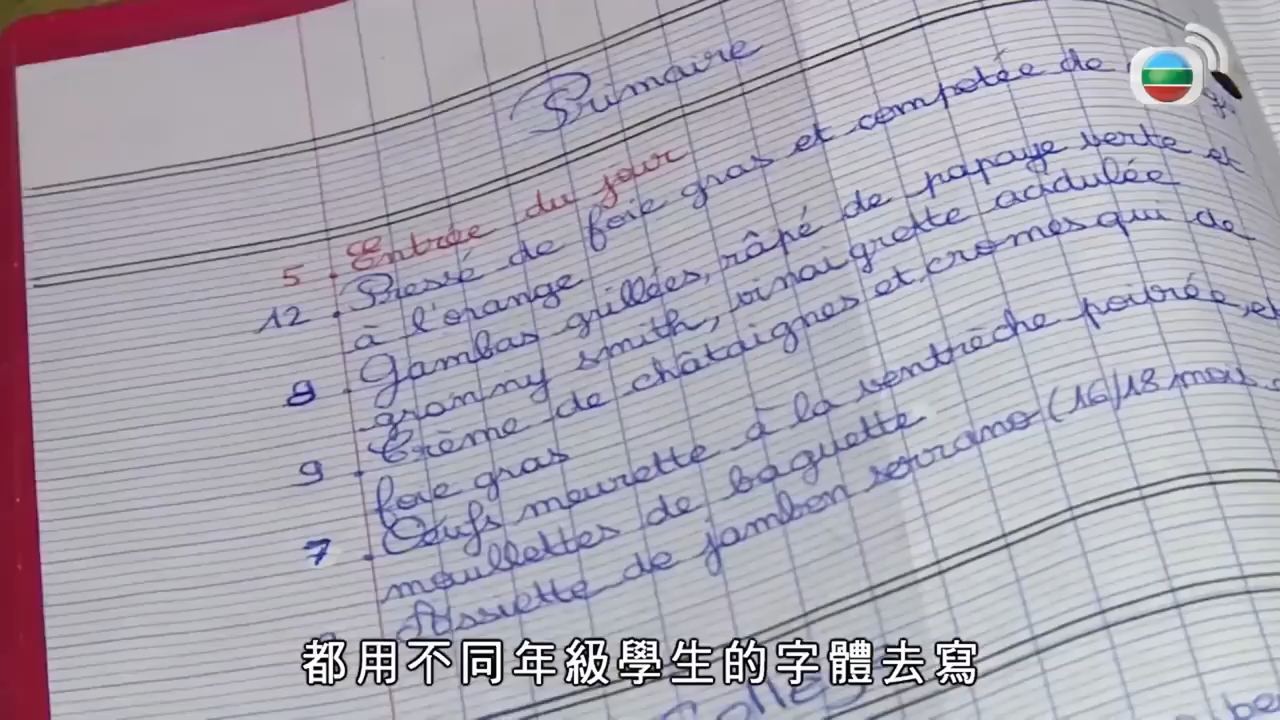 Primaire
5 . Entrée du jour
12 . Pressé de foie gras et compotée de
à l'orange
8 . Gambas grillées, râpé de papaye verte et
granny smith, vinaigrette acidulée
9 . Crème de châtaignes et cromesqui de
foie gras
7 . Oeufs meurette à la ventrèche poivrée, et
mouillettes de baguette
Assiette de jambon serrano (16/18 mois
都用不同年級學生的字體去寫